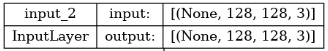 input_2 input: [(None, 128, 128, 3)]
InputLayer output: [(None, 128, 128, 3)]